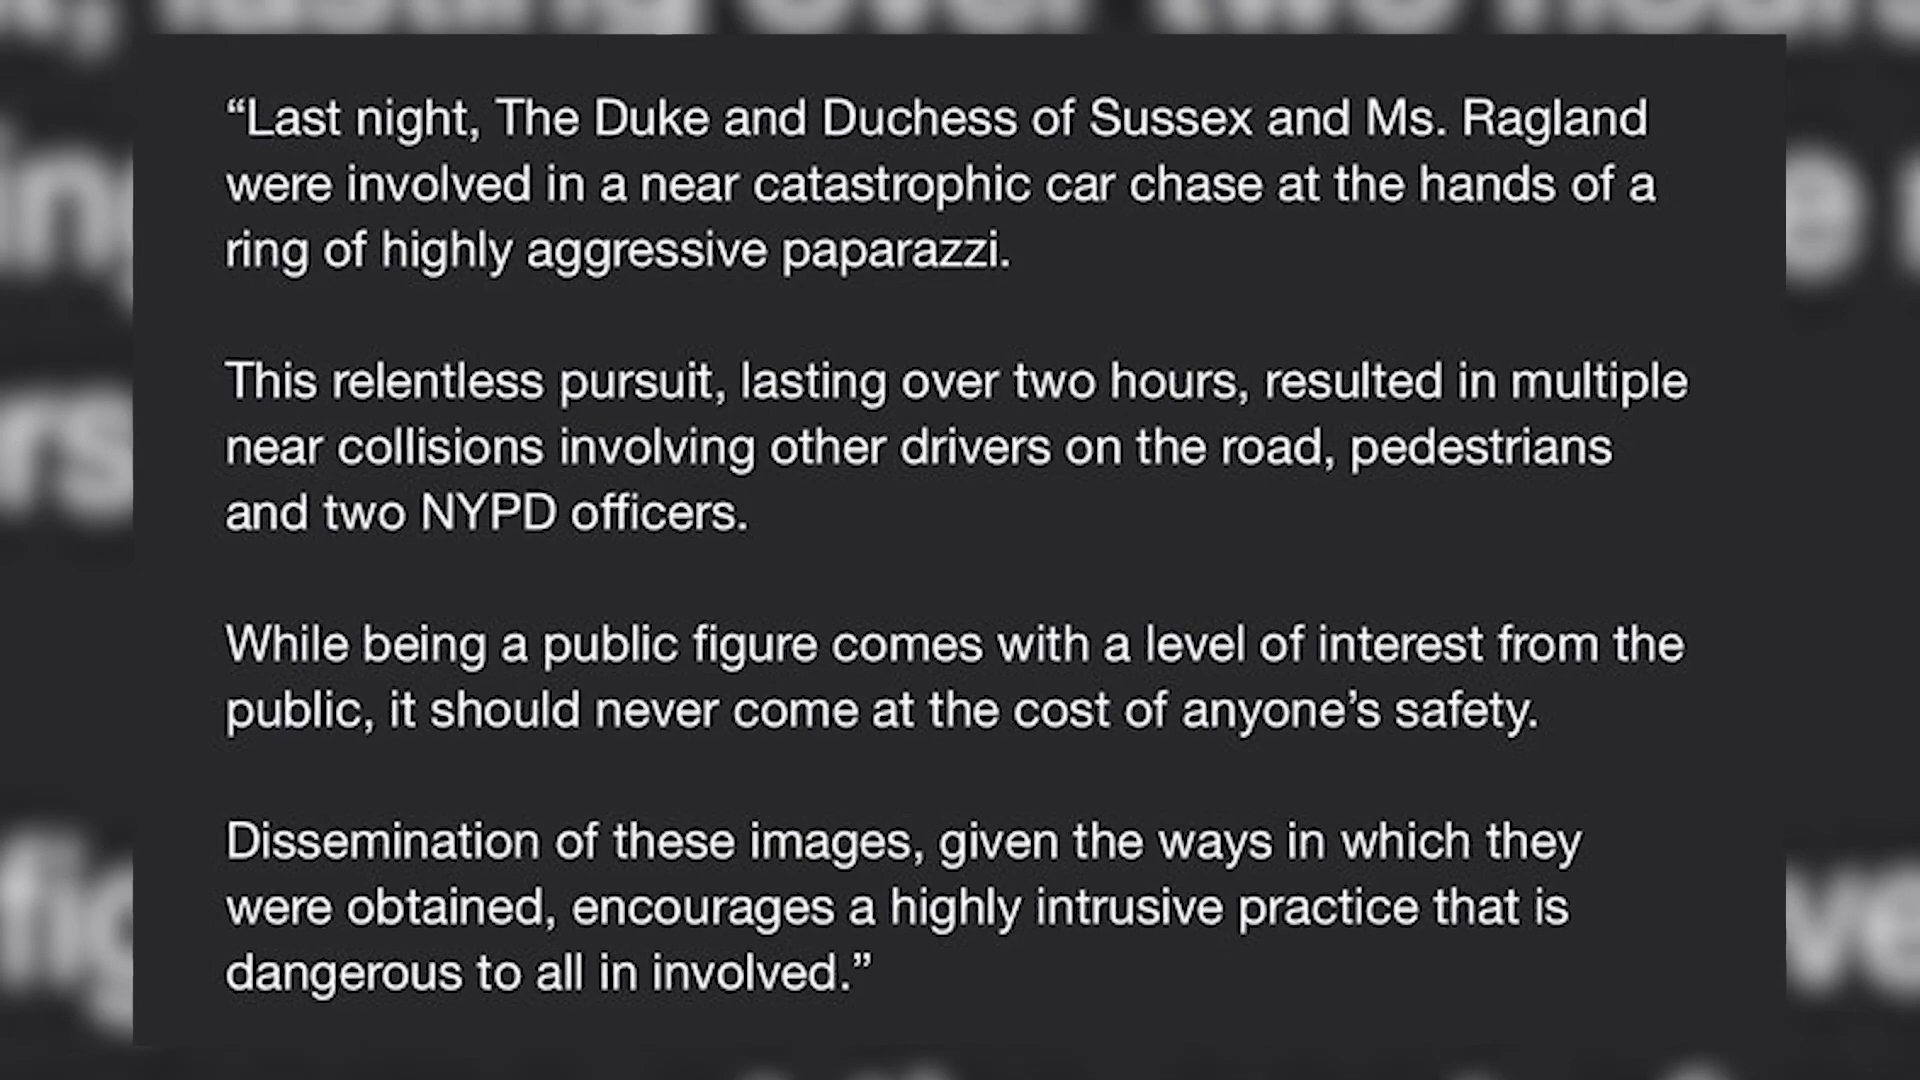 “Last night, The Duke and Duchess of Sussex and Ms. Ragland
were involved in a near catastrophic car chase at the hands of a
ring of highly aggressive paparazzi.
This relentless pursuit, lasting over two hours, resulted in multiple
near collisions involving other drivers on the road, pedestrians
and two NYPD officers.
While being a public figure comes with a level of interest from the
public, it should never come at the cost of anyone’s safety.
Dissemination of these images, given the ways in which they
were obtained, encourages a highly intrusive practice that is
dangerous to all in involved.”